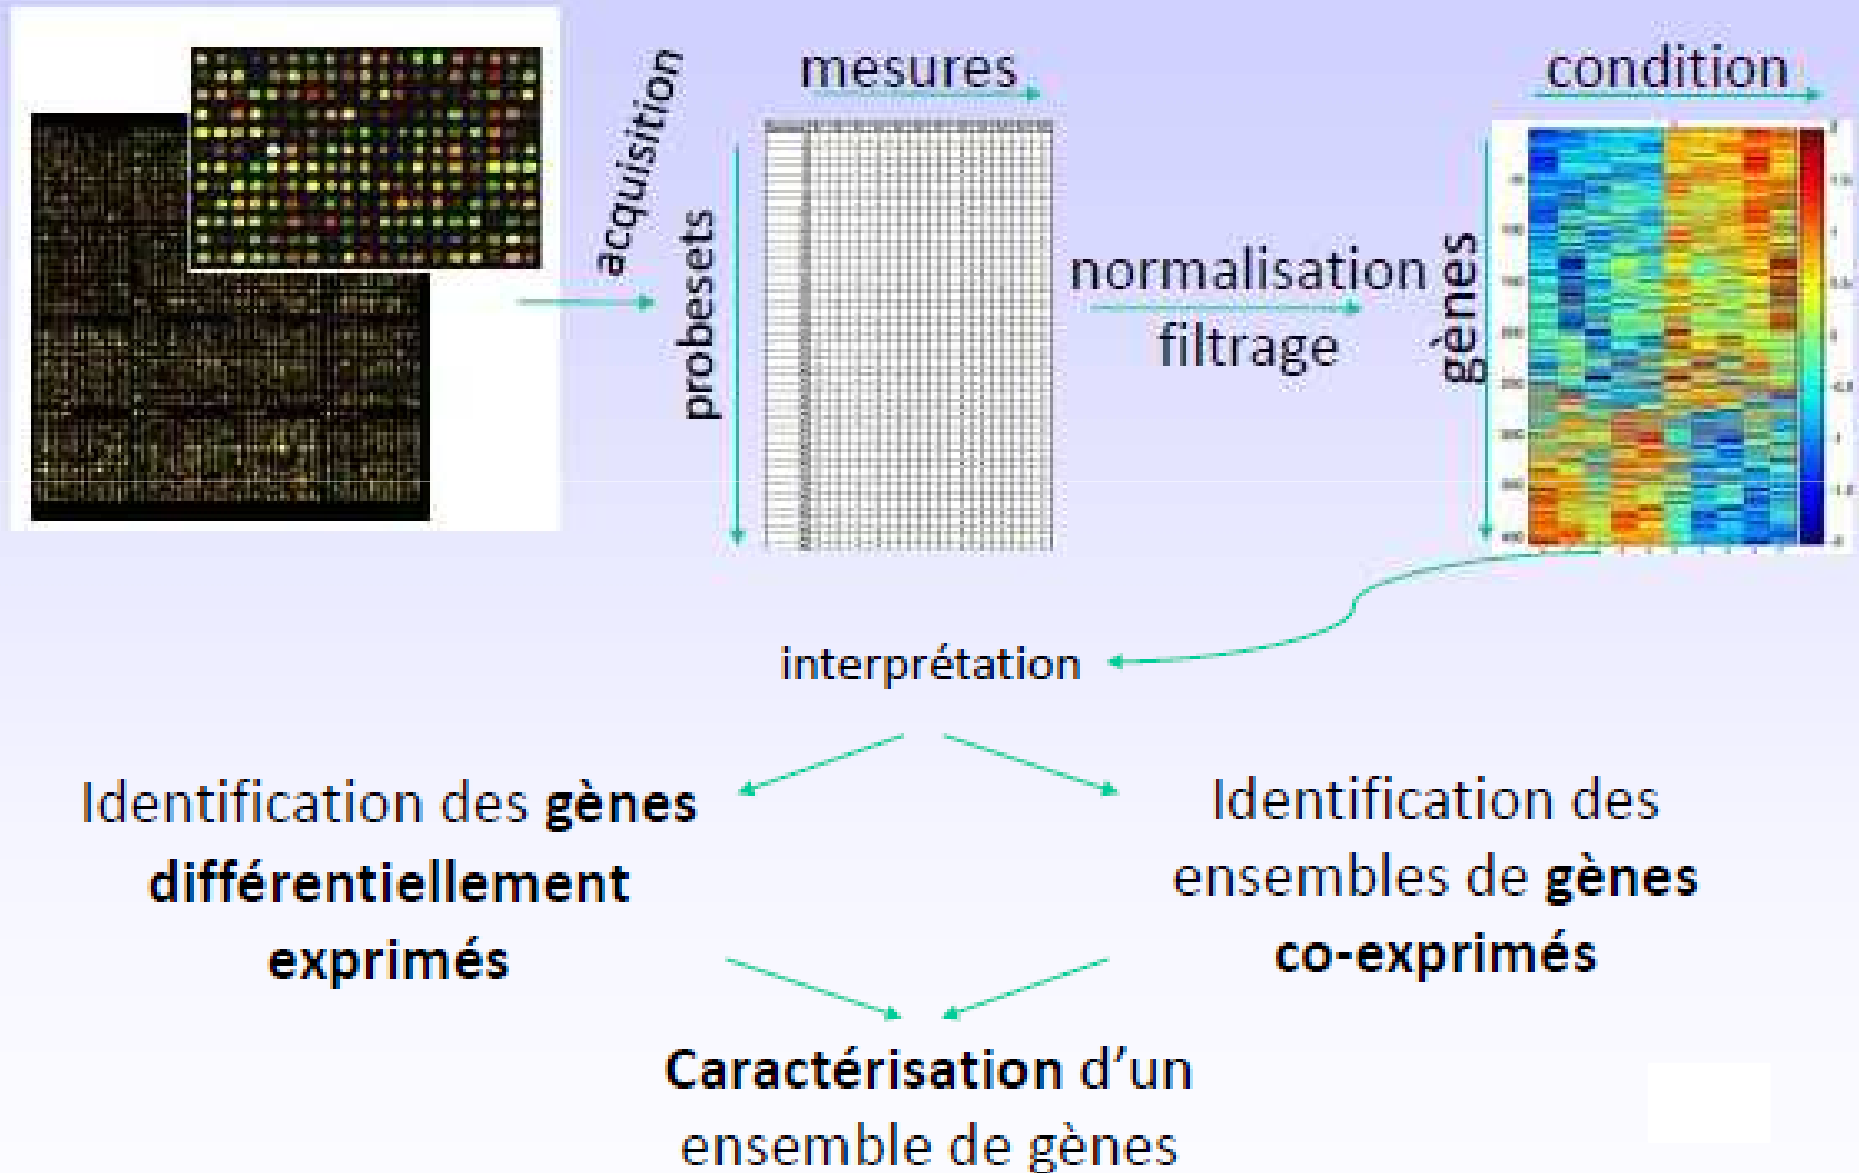 acquisition
mesures
probesets
normalisation
filtrage
condition
gènes
interprétation
Identification des gènes
différentiellement
exprimés
Identification des
ensembles de gènes
co-exprimés
Caractérisation d'un
ensemble de gènes